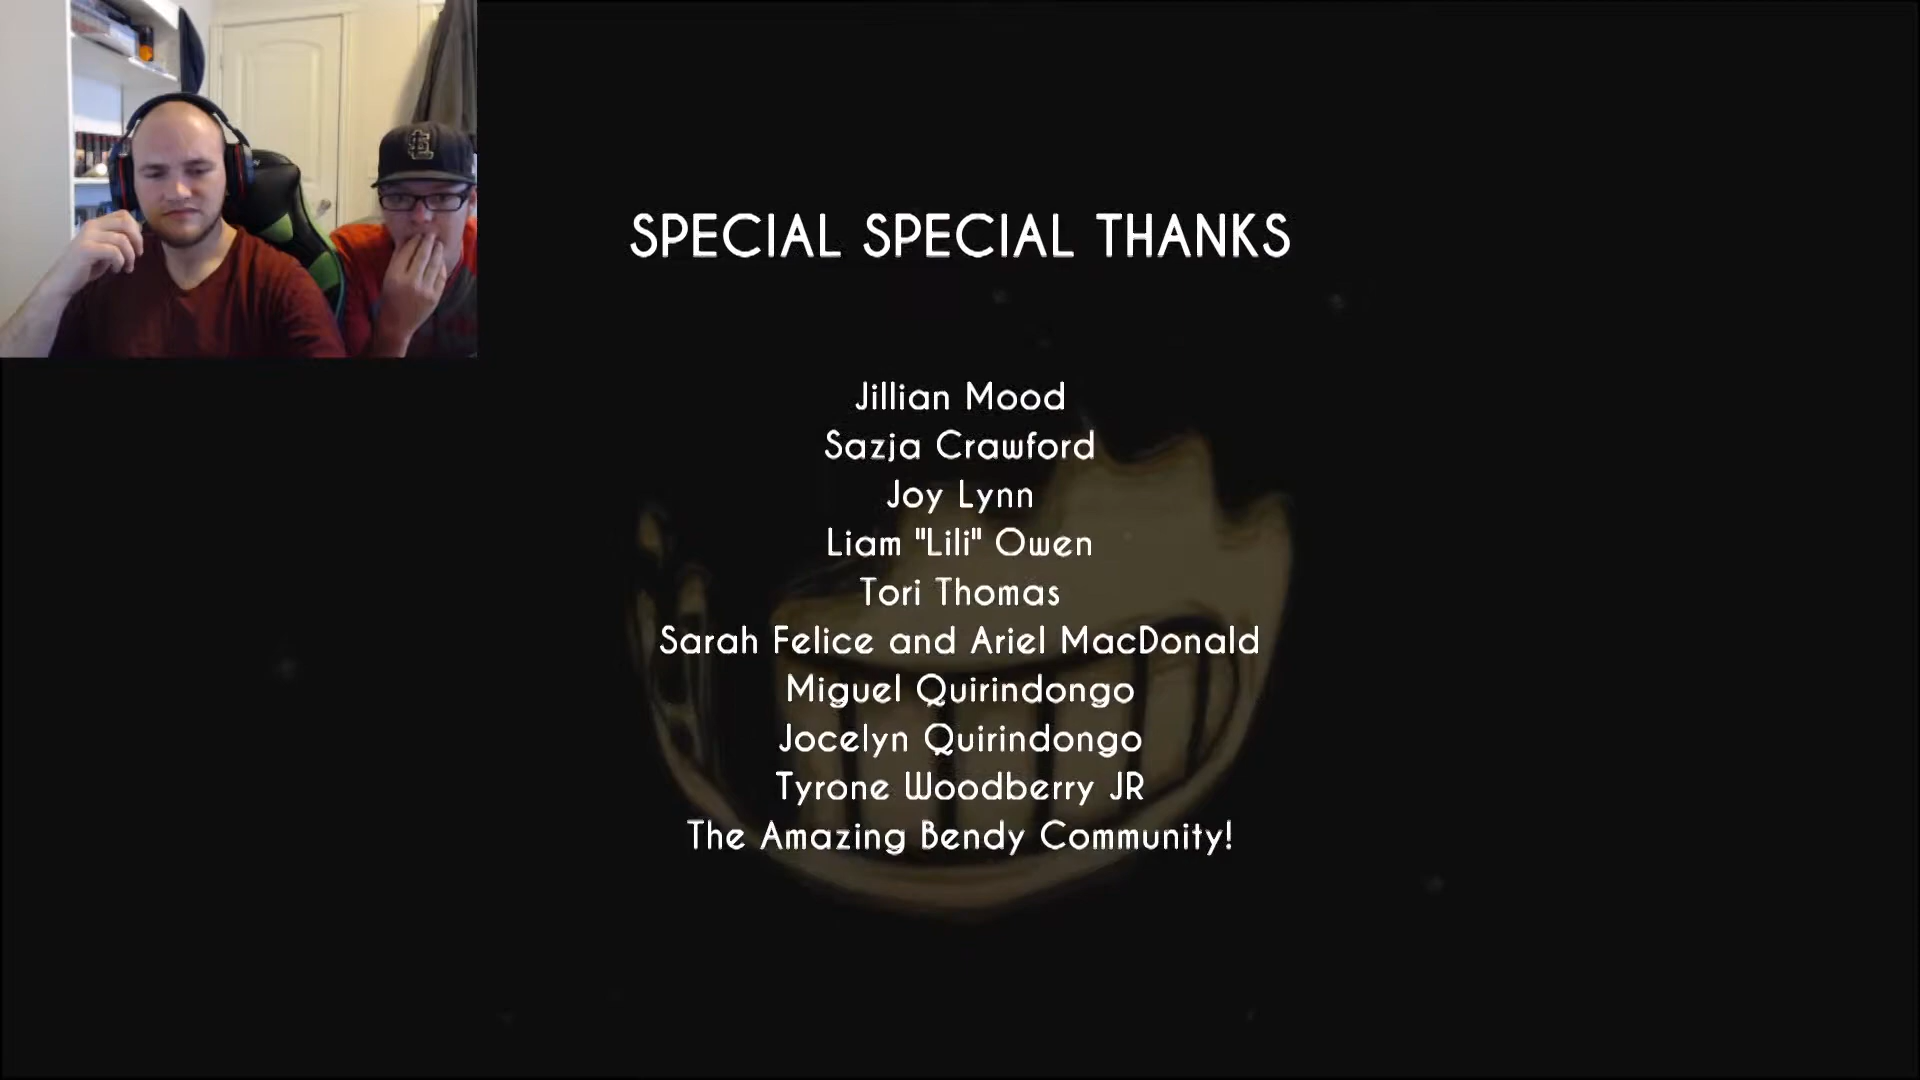 SPECIAL SPECIAL THANKS
Jillian Mood
Sazja Crawford
Joy Lynn
Liam "Lili" Owen
Tori Thomas
Sarah Felice and Ariel MacDonald
Miguel Quirindongo
Jocelyn Quirindongo
Tyrone Woodberry JR
The Amazing Bendy Community!